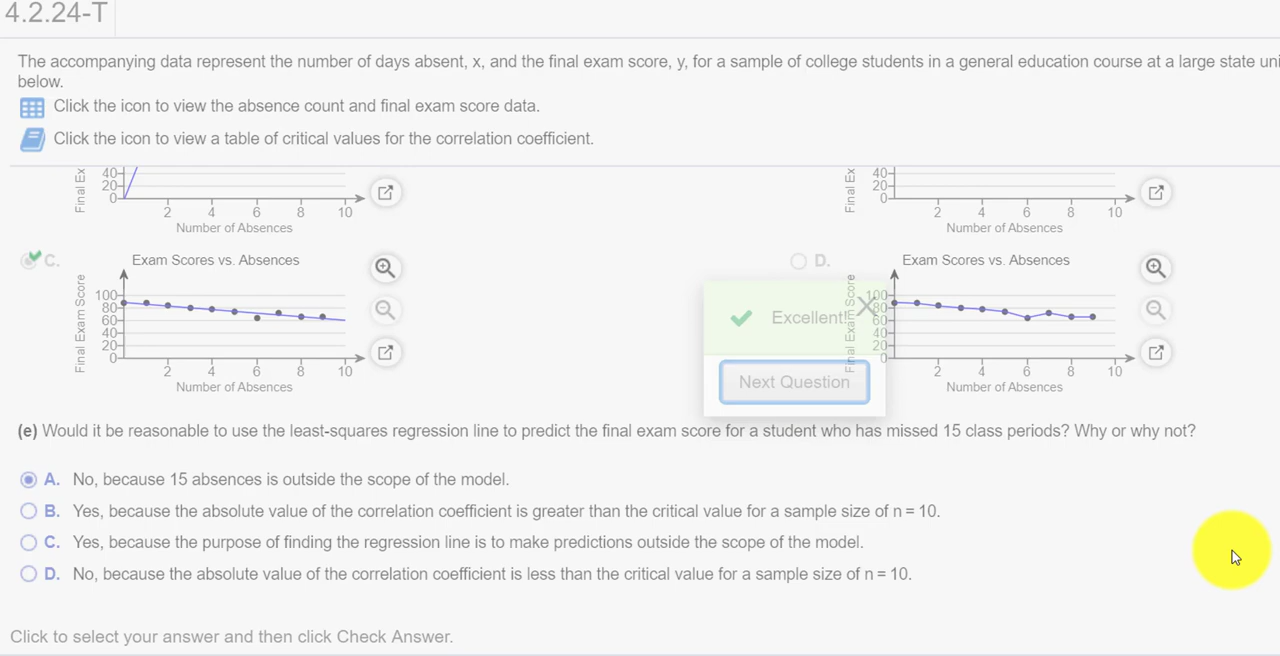 4.2.24-T
The accompanying data represent the number of days absent, x, and the final exam score, y, for a sample of college students in a general education course at a large state uni
below.
Click the icon to view the absence count and final exam score data.
Click the icon to view a table of critical values for the correlation coefficient.
Final Ex
40
20
0
2 4 6 8 10
Number of Absences
Final Ex
40
20
0
2 4 6 8 10
Number of Absences
C.
Exam Scores vs. Absences
Final Exam Score
100
80
60
40
20
0
2 4 6 8 10
Number of Absences
D.
Exam Scores vs. Absences
Final Exam Score
100
80
60
40
20
0
2 4 6 8 10
Number of Absences
Excellent!
Next Question
(e) Would it be reasonable to use the least-squares regression line to predict the final exam score for a student who has missed 15 class periods? Why or why not?
A. No, because 15 absences is outside the scope of the model.
B. Yes, because the absolute value of the correlation coefficient is greater than the critical value for a sample size of n = 10.
C. Yes, because the purpose of finding the regression line is to make predictions outside the scope of the model.
D. No, because the absolute value of the correlation coefficient is less than the critical value for a sample size of n = 10.
Click to select your answer and then click Check Answer.